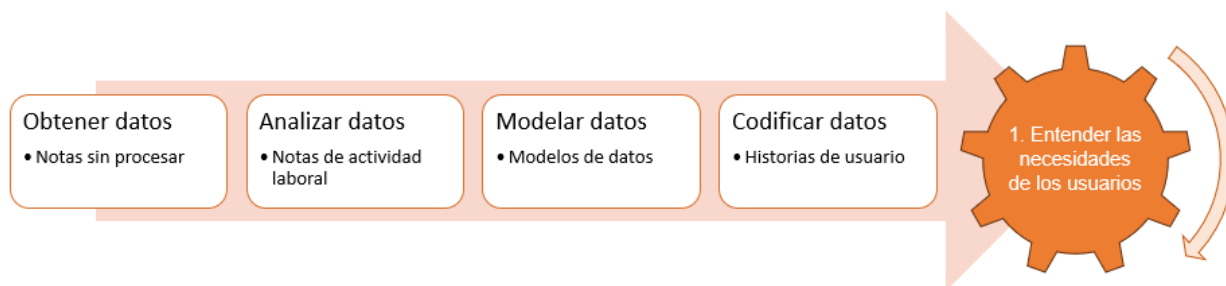 Obtener datos
• Notas sin procesar
Analizar datos
• Notas de actividad
laboral
Modelar datos
• Modelos de datos
Codificar datos
• Historias de usuario
1. Entender las
necesidades
de los usuarios